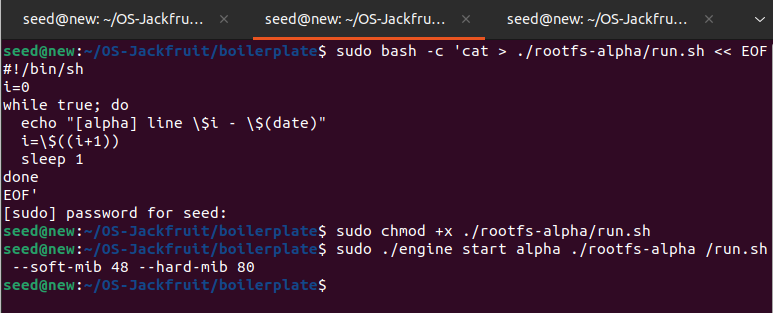 seed@new: ~/OS-Jackfru... × seed@new: ~/OS-Jackfru... × seed@new: ~/OS-Jackfru... ×
seed@new:~/OS-Jackfruit/boilerplate$ sudo bash -c 'cat > ./rootfs-alpha/run.sh << EOF
#!/bin/sh
i=0
while true; do
  echo "[alpha] line \$i - \$(date)"
  i=\$((i+1))
  sleep 1
done
EOF'
[sudo] password for seed:
seed@new:~/OS-Jackfruit/boilerplate$ sudo chmod +x ./rootfs-alpha/run.sh
seed@new:~/OS-Jackfruit/boilerplate$ sudo ./engine start alpha ./rootfs-alpha /run.sh
 --soft-mib 48 --hard-mib 80
seed@new:~/OS-Jackfruit/boilerplate$